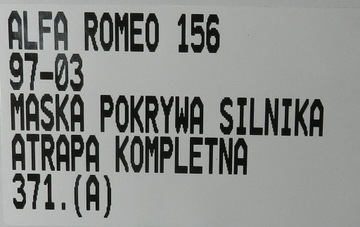 ALFA ROMEO 156
97-03
MASKA POKRYWA SILNIKA
ATRAPA KOMPLETNA
371.(A)